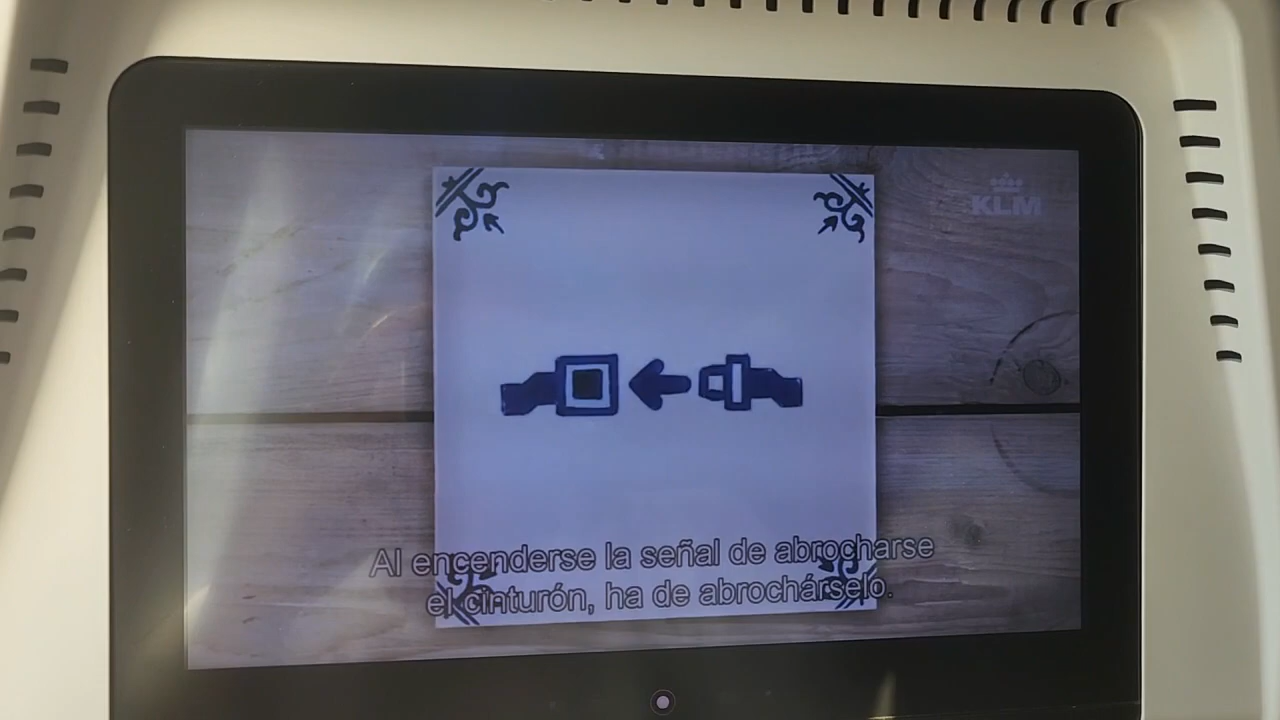 KLM
Al encenderse la señal de abrocharse
el cinturón, ha de abrochárselo.